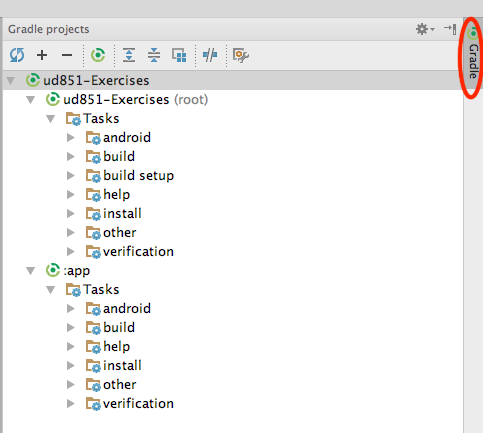 Gradle projects
Gradle
ud851-Exercises
ud851-Exercises (root)
Tasks
android
build
build setup
help
install
other
verification
:app
Tasks
android
build
help
install
other
verification